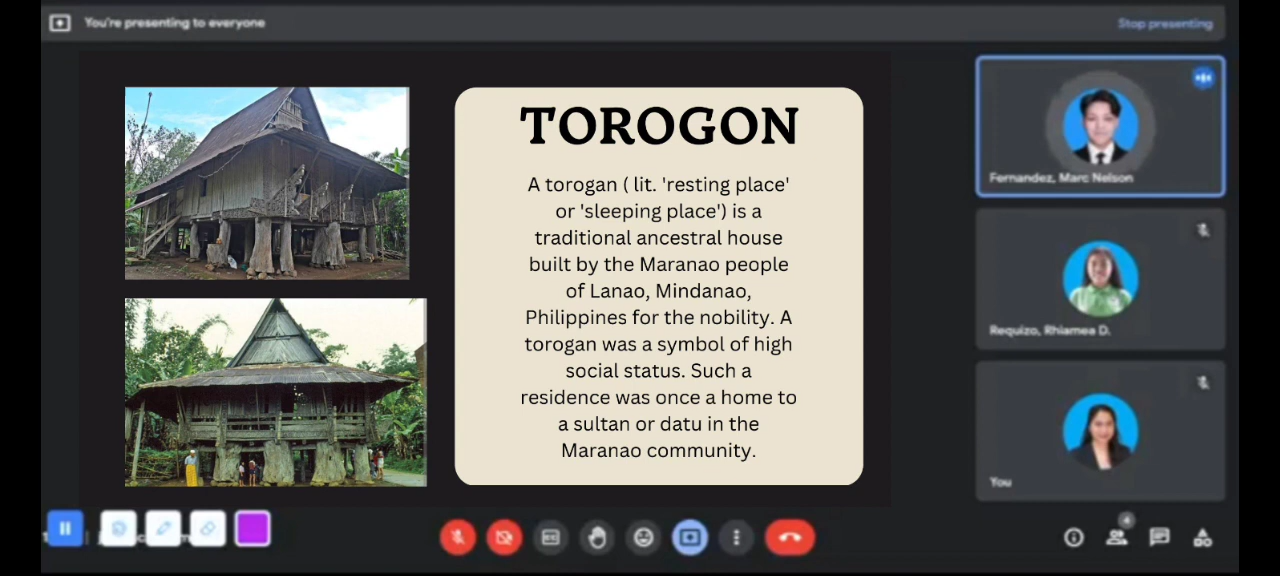 You're presenting to everyone
Stop presenting
TOROGON
A torogan ( lit. 'resting place'
or 'sleeping place') is a
traditional ancestral house
built by the Maranao people
of Lanao, Mindanao,
Philippines for the nobility. A
torogan was a symbol of high
social status. Such a
residence was once a home to
a sultan or datu in the
Maranao community.
Fernandez, Marc Nelson
Requizo, Rhiamea D.
You
4